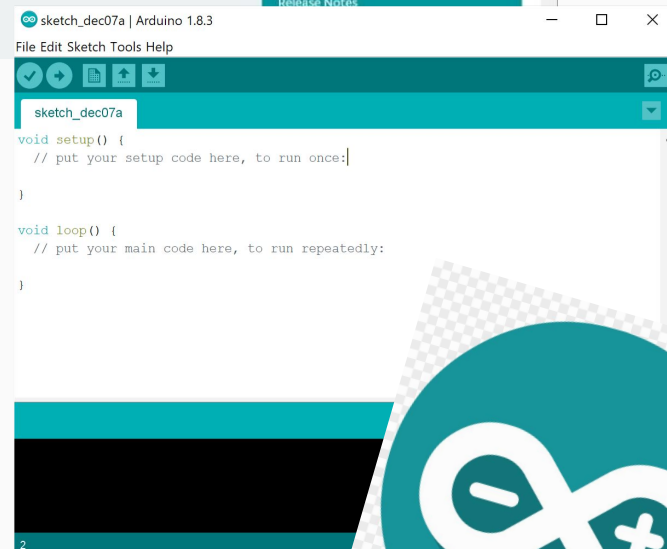 Release Notes
sketch_dec07a | Arduino 1.8.3
File Edit Sketch Tools Help
sketch_dec07a
void setup() {
  // put your setup code here, to run once:
}
void loop() {
  // put your main code here, to run repeatedly:
}
2